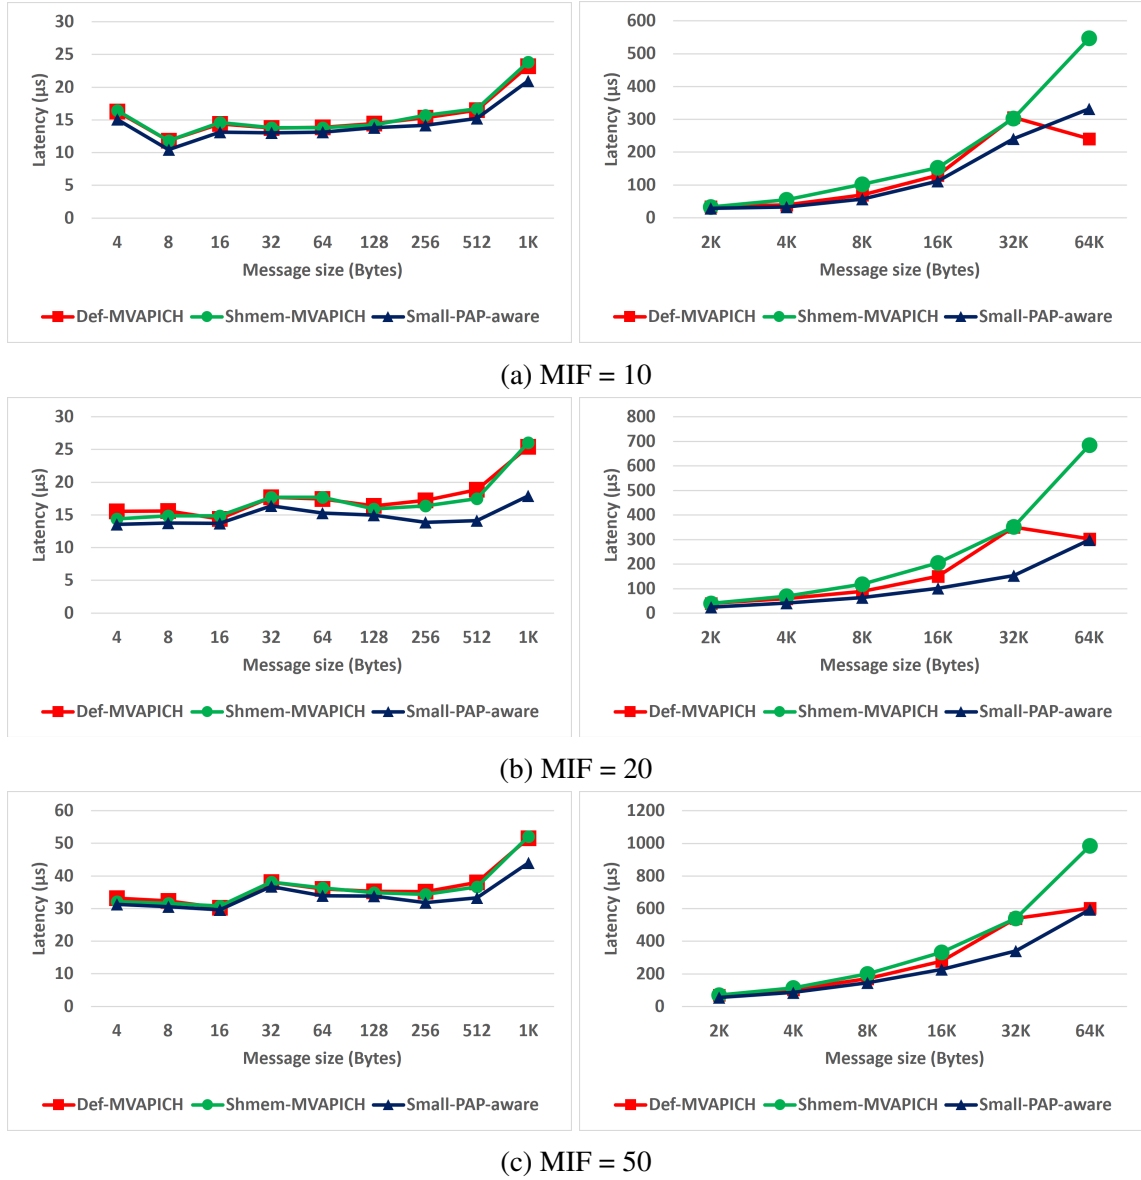 30
25
20
15
10
5
0
Latency (µs)
4 8 16 32 64 128 256 512 1K
Message size (Bytes)
Def-MVAPICH Shmem-MVAPICH Small-PAP-aware
600
500
400
300
200
100
0
Latency (µs)
2K 4K 8K 16K 32K 64K
Message size (Bytes)
Def-MVAPICH Shmem-MVAPICH Small-PAP-aware
(a) MIF = 10
30
25
20
15
10
5
0
Latency (µs)
4 8 16 32 64 128 256 512 1K
Message size (Bytes)
Def-MVAPICH Shmem-MVAPICH Small-PAP-aware
800
700
600
500
400
300
200
100
0
Latency (µs)
2K 4K 8K 16K 32K 64K
Message size (Bytes)
Def-MVAPICH Shmem-MVAPICH Small-PAP-aware
(b) MIF = 20
60
50
40
30
20
10
0
Latency (µs)
4 8 16 32 64 128 256 512 1K
Message size (Bytes)
Def-MVAPICH Shmem-MVAPICH Small-PAP-aware
1200
1000
800
600
400
200
0
Latency (µs)
2K 4K 8K 16K 32K 64K
Message size (Bytes)
Def-MVAPICH Shmem-MVAPICH Small-PAP-aware
(c) MIF = 50